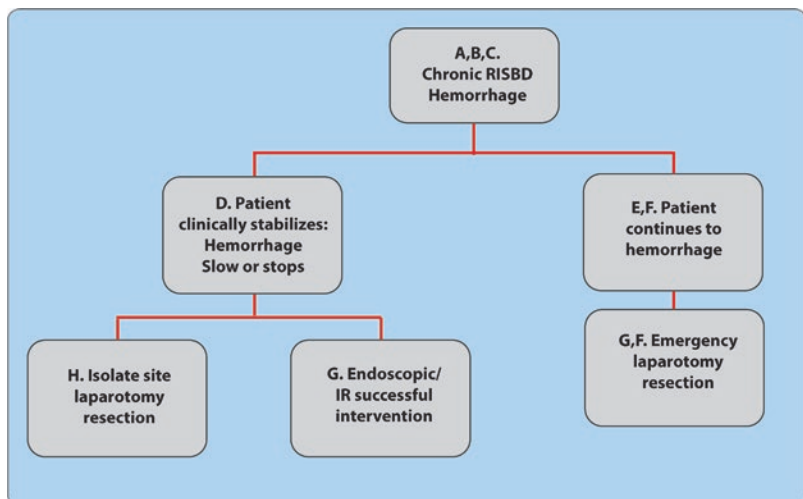 A,B,C.
Chronic RISBD
Hemorrhage
D. Patient
clinically stabilizes:
Hemorrhage
Slow or stops
E,F. Patient
continues to
hemorrhage
H. Isolate site
laparotomy
resection
G. Endoscopic/
IR successful
intervention
G,F. Emergency
laparotomy
resection